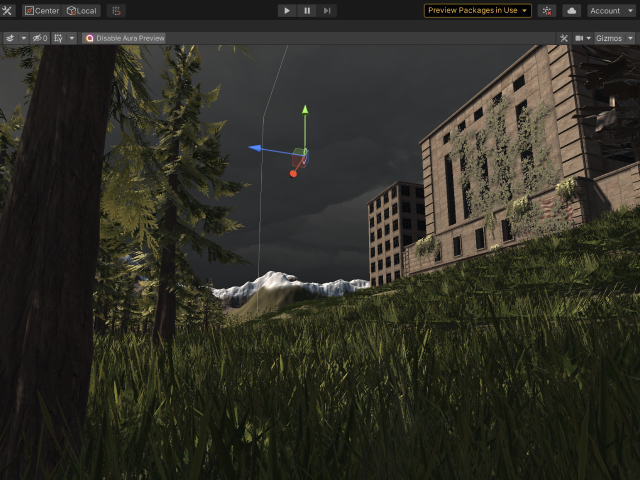 Center Local Preview Packages in Use Account
0 Disable Aura Preview Gizmos